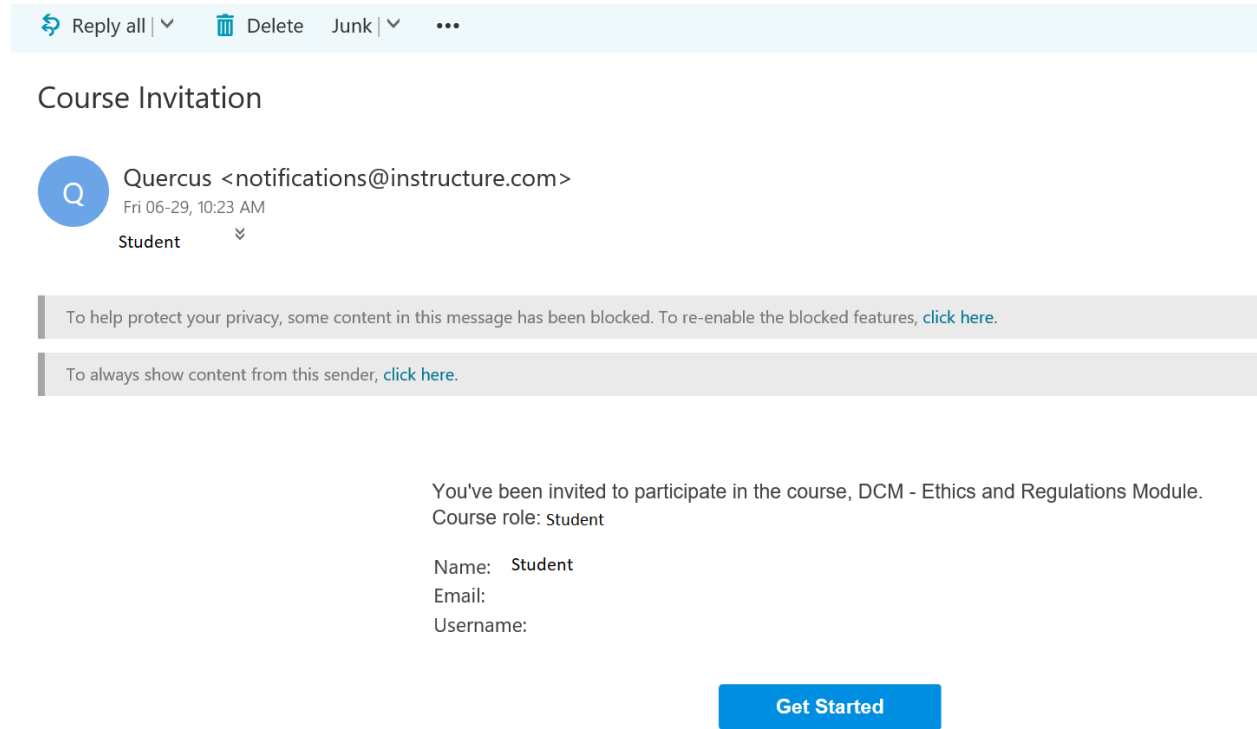 Reply all | Delete Junk | •••
Course Invitation
Q
Quercus <notifications@instructure.com>
Fri 06-29, 10:23 AM
Student
To help protect your privacy, some content in this message has been blocked. To re-enable the blocked features, click here.
To always show content from this sender, click here.
You've been invited to participate in the course, DCM - Ethics and Regulations Module.
Course role: Student
Name: Student
Email:
Username:
Get Started